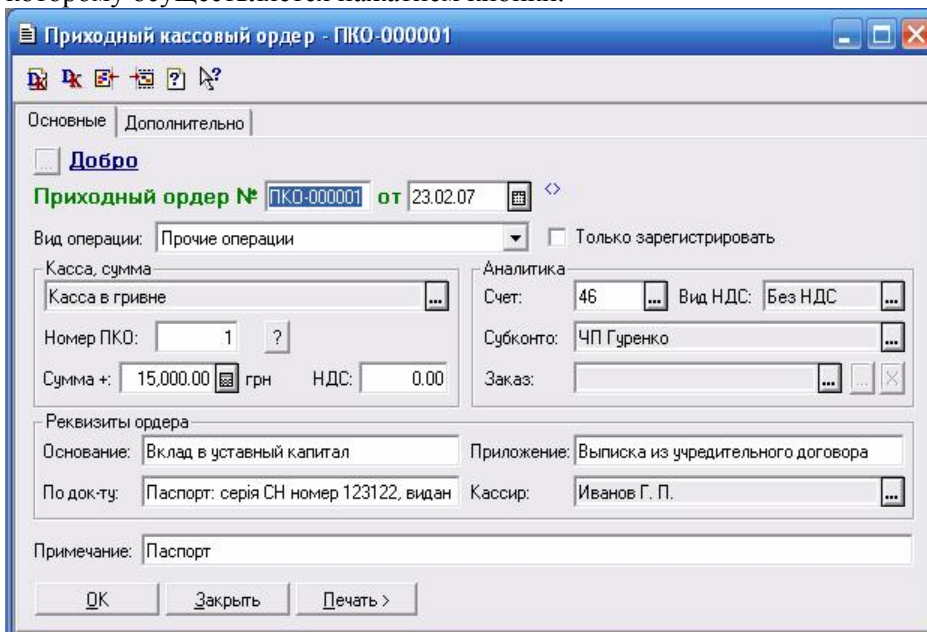 которому осуществляется нажатием кнопки.
Приходный кассовый ордер - ПКО-000001
Основные Дополнительно
... Добро
Приходный ордер № ПКО-000001 от 23.02.07 <>
Вид операции: Прочие операции Только зарегистрировать
Касса, сумма Аналитика
Касса в гривне ... Счет: 46 ... Вид НДС: Без НДС ...
Номер ПКО: 1 ? Субконто: ЧП Гуренко ...
Сумма +: 15,000.00 грн НДС: 0.00 Заказ: ... ...
Реквизиты ордера
Основание: Вклад в уставный капитал Приложение: Выписка из учредительного договора
По док-ту: Паспорт: серія СН номер 123122, видан Кассир: Иванов Г. П. ...
Примечание: Паспорт
OK Закрыть Печать >